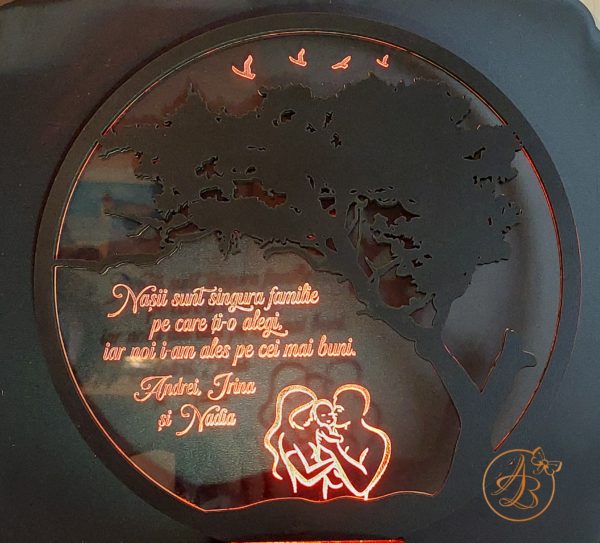 Nașii sunt singura familie
pe care ți-o alegi,
iar noi i-am ales pe cei mai buni.
Andrei, Irina
și Nadia
AB